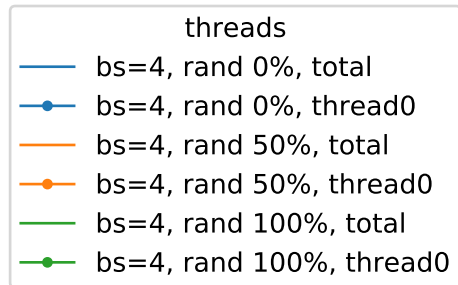 threads
bs=4, rand 0%, total
bs=4, rand 0%, thread0
bs=4, rand 50%, total
bs=4, rand 50%, thread0
bs=4, rand 100%, total
bs=4, rand 100%, thread0